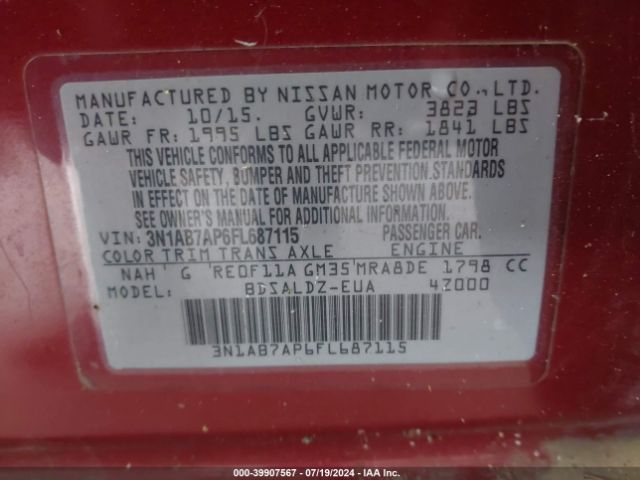 MANUFACTURED BY NISSAN MOTOR CO., LTD.
DATE: 10/15. GVWR: 3823 LBS
GAWR FR: 1995 LBS GAWR RR: 1841 LBS
THIS VEHICLE CONFORMS TO ALL APPLICABLE FEDERAL MOTOR
VEHICLE SAFETY, BUMPER AND THEFT PREVENTION STANDARDS
IN EFFECT ON THE DATE OF MANUFACTURE SHOWN ABOVE.
SEE OWNER'S MANUAL FOR ADDITIONAL INFORMATION.
VIN: 3N1AB7AP6FL687115 PASSENGER CAR.
COLOR TRIM TRANS AXLE ENGINE
NAH G RE0F11A GM35 MRA8DE 1798 CC
MODEL: BDSALDZ-EUA 4Z000
3N1AB7AP6FL687115
000-39907567 - 07/19/2024 - IAA Inc.